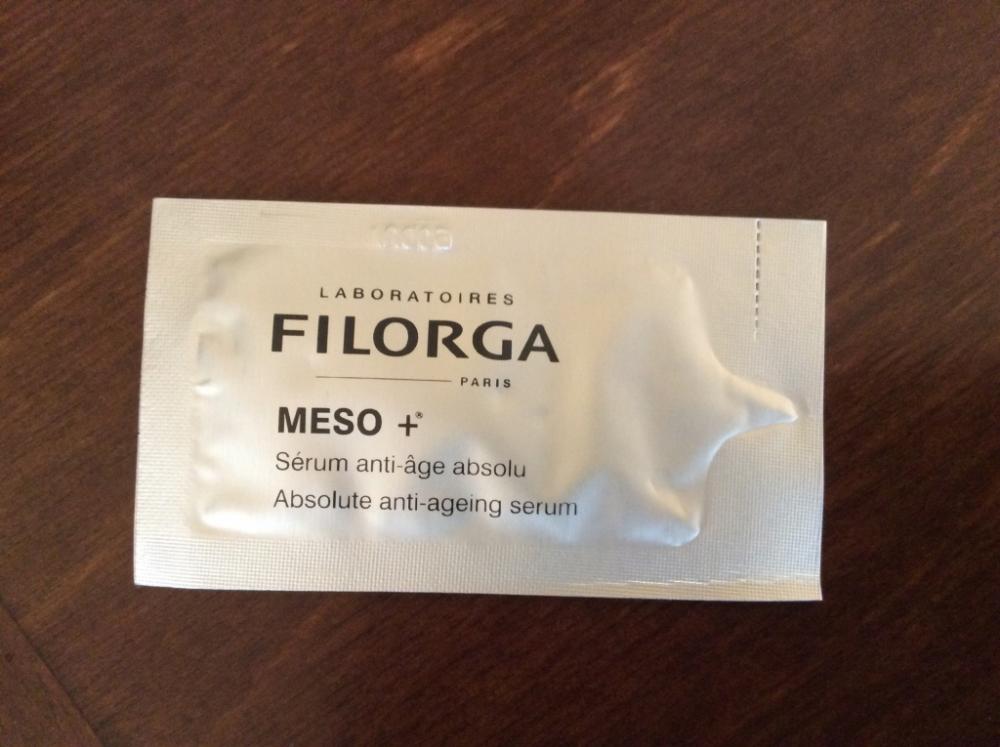 LABORATOIRES
FILORGA
PARIS
MESO +®
Sérum anti-âge absolu
Absolute anti-ageing serum